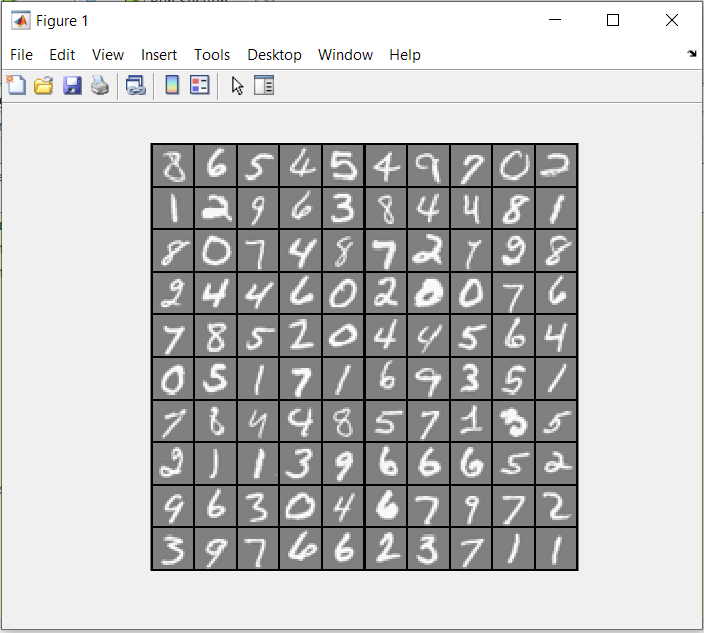 Figure 1
File Edit View Insert Tools Desktop Window Help
8 6 5 4 5 4 9 7 0 2
1 2 9 6 3 8 4 4 8 1
8 0 7 4 8 7 2 9 8
2 4 4 6 0 2 0 0 7 6
7 8 5 2 0 4 4 5 6 4
0 5 1 7 1 6 9 3 5 1
7 8 4 4 8 5 7 1 3 5
2 1 1 3 9 6 6 6 5 2
9 6 3 0 4 6 7 9 7 2
3 9 7 6 6 2 3 7 1 1